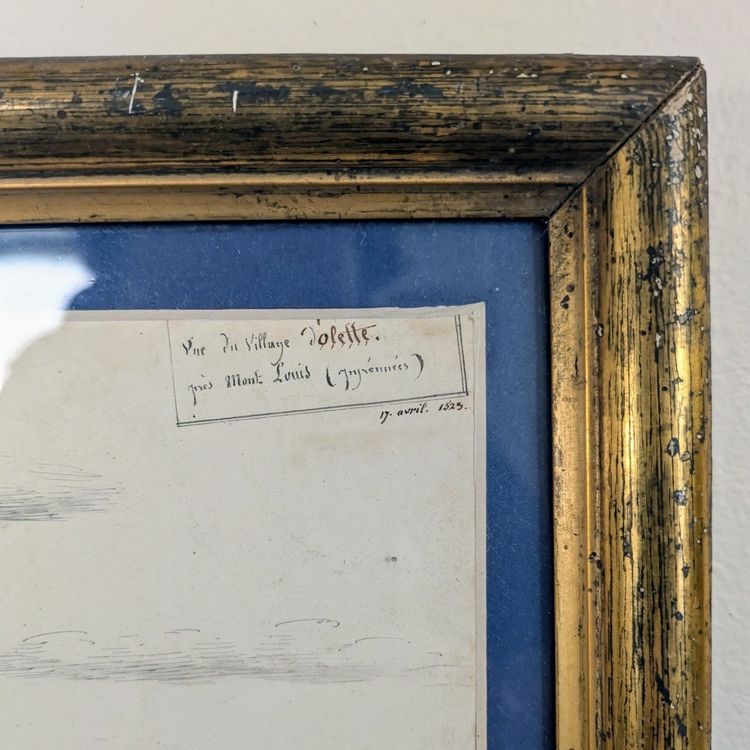 Vue du Village d'olette.
près Mont Louis (pyrénnées)
17. avril. 1823.